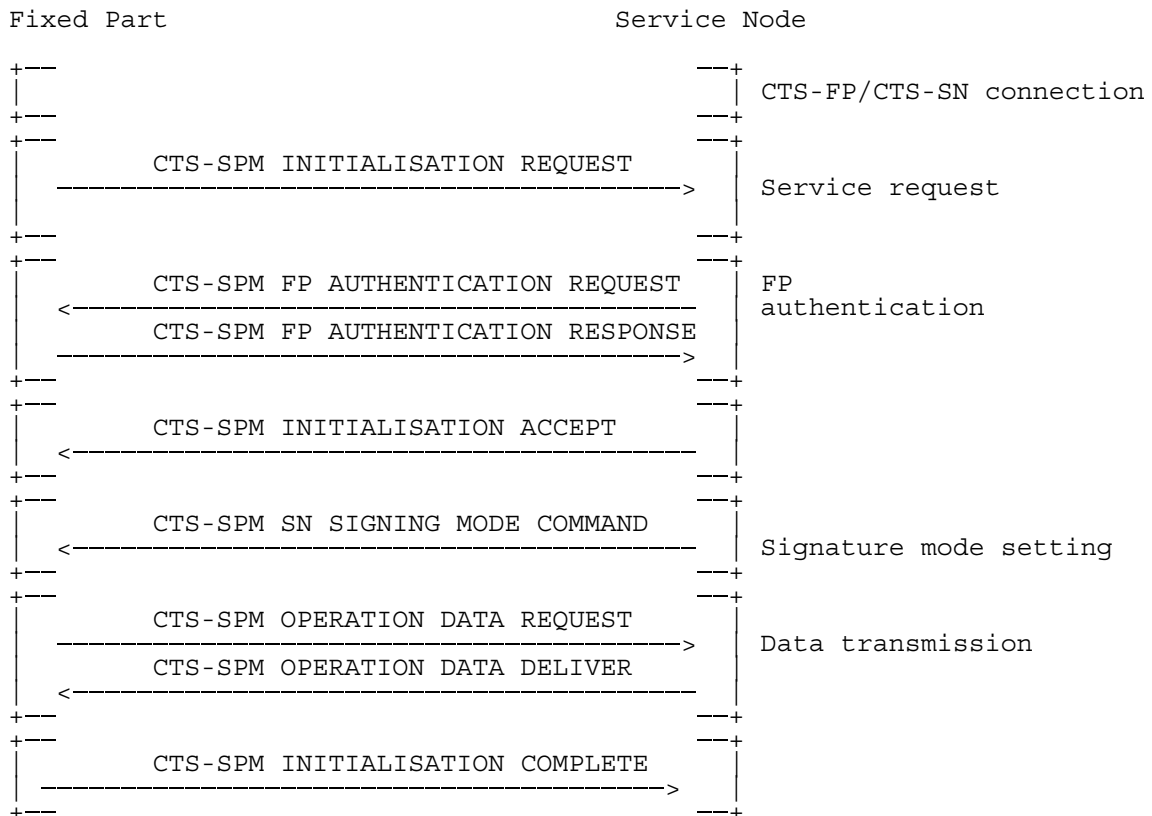 Fixed Part Service Node
CTS-FP/CTS-SN connection
CTS-SPM INITIALISATION REQUEST
Service request
CTS-SPM FP AUTHENTICATION REQUEST FP
authentication
CTS-SPM FP AUTHENTICATION RESPONSE
CTS-SPM INITIALISATION ACCEPT
CTS-SPM SN SIGNING MODE COMMAND
Signature mode setting
CTS-SPM OPERATION DATA REQUEST
Data transmission
CTS-SPM OPERATION DATA DELIVER
CTS-SPM INITIALISATION COMPLETE